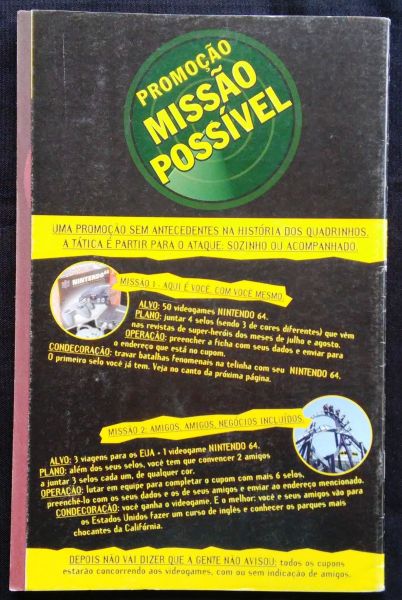 PROMOÇÃO
MISSÃO
POSSÍVEL
UMA PROMOÇÃO SEM ANTECEDENTES NA HISTÓRIA DOS QUADRINHOS.
A TÁTICA É PARTIR PARA O ATAQUE: SOZINHO OU ACOMPANHADO.
NINTENDO 64
MISSÃO 1 - AQUI É VOCÊ, COM VOCÊ MESMO.
ALVO: 50 videogames NINTENDO 64.
PLANO: juntar 4 selos (sendo 3 de cores diferentes) que vêm
nas revistas de super-heróis dos meses de julho e agosto.
OPERAÇÃO: preencher a ficha com seus dados e enviar para
o endereço que está no cupom.
CONDECORAÇÃO: travar batalhas fenomenais na telinha com seu NINTENDO 64.
O primeiro selo você já tem. Veja no canto da próxima página.
MISSÃO 2: AMIGOS, AMIGOS, NEGÓCIOS INCLUÍDOS.
ALVO: 3 viagens para os EUA - 1 videogame NINTENDO 64.
PLANO: além dos seus selos, você tem que convencer 2 amigos
a juntar 3 selos cada um, de qualquer cor.
OPERAÇÃO: lutar em equipe para completar o cupom com mais 6 selos,
preenchê-lo com os seus dados e os de seus amigos e enviar ao endereço mencionado.
CONDECORAÇÃO: você ganha o videogame. E o melhor: você e seus amigos vão para
os Estados Unidos fazer um curso de inglês e conhecer os parques mais
chocantes da Califórnia.
DEPOIS NÃO VAI DIZER QUE A GENTE NÃO AVISOU: todos os cupons
estarão concorrendo aos videogames, com ou sem indicação de amigos.